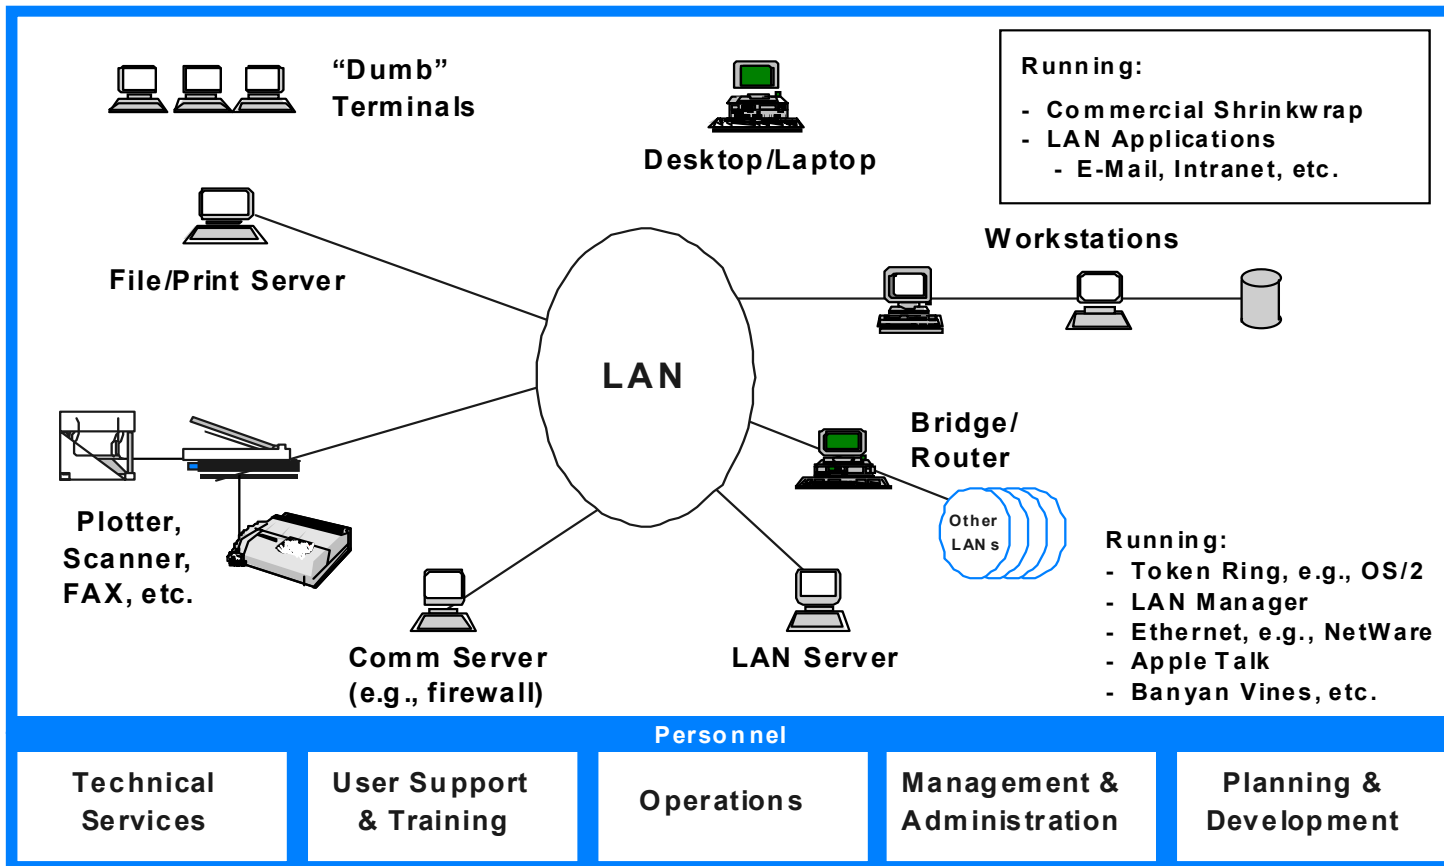 “Dumb”
Terminals
Desktop/Laptop
Running:
- Commercial Shrinkwrap
- LAN Applications
- E-Mail, Intranet, etc.
File/Print Server
Workstations
LAN
Bridge/
Router
Other
LANs
Plotter,
Scanner,
FAX, etc.
Comm Server
(e.g., firewall)
LAN Server
Running:
- Token Ring, e.g., OS/2
- LAN Manager
- Ethernet, e.g., NetWare
- Apple Talk
- Banyan Vines, etc.
Personnel
Technical
Services
User Support
& Training
Operations
Management &
Administration
Planning &
Development